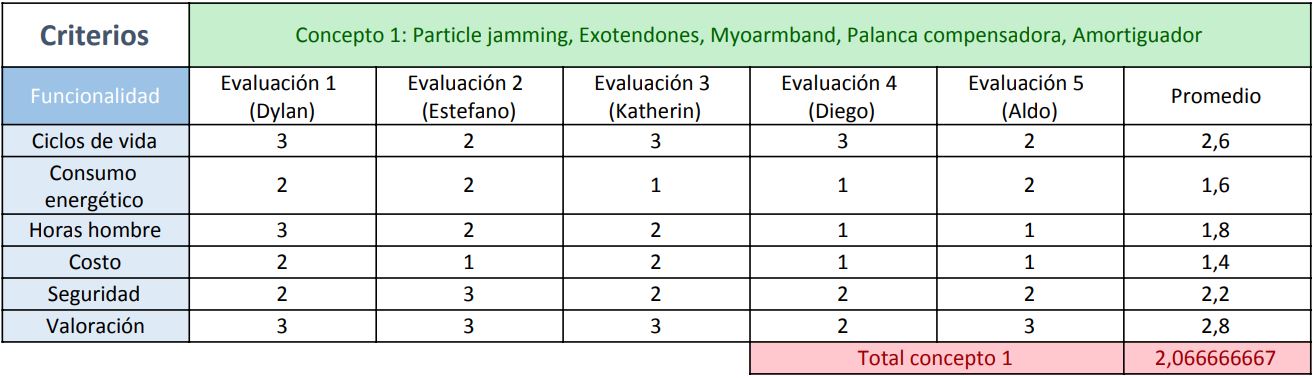 Criterios Concepto 1: Particle jamming, Exotendones, Myoarmband, Palanca compensadora, Amortiguador
Funcionalidad Evaluación 1 (Dylan) Evaluación 2 (Estefano) Evaluación 3 (Katherin) Evaluación 4 (Diego) Evaluación 5 (Aldo) Promedio
Ciclos de vida 3 2 3 3 2 2,6
Consumo energético 2 2 1 1 2 1,6
Horas hombre 3 2 2 1 1 1,8
Costo 2 1 2 1 1 1,4
Seguridad 2 3 2 2 2 2,2
Valoración 3 3 3 2 3 2,8
Total concepto 1 2,066666667